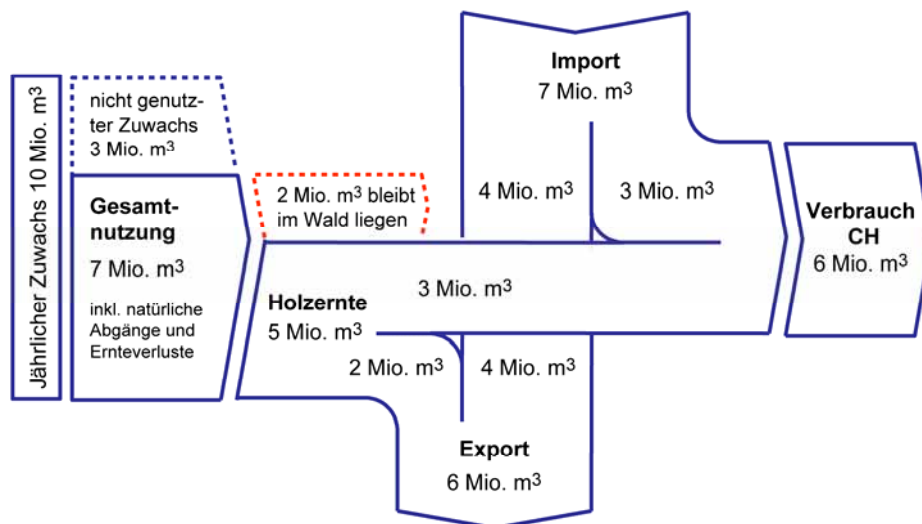 Jährlicher Zuwachs 10 Mio. m³
nicht genutz-
ter Zuwachs
3 Mio. m³
Gesamt-
nutzung
7 Mio. m³
inkl. natürliche
Abgänge und
Ernteverluste
2 Mio. m³ bleibt
im Wald liegen
Holzernte
5 Mio. m³
Import
7 Mio. m³
4 Mio. m³
3 Mio. m³
3 Mio. m³
2 Mio. m³
4 Mio. m³
Export
6 Mio. m³
Verbrauch
CH
6 Mio. m³